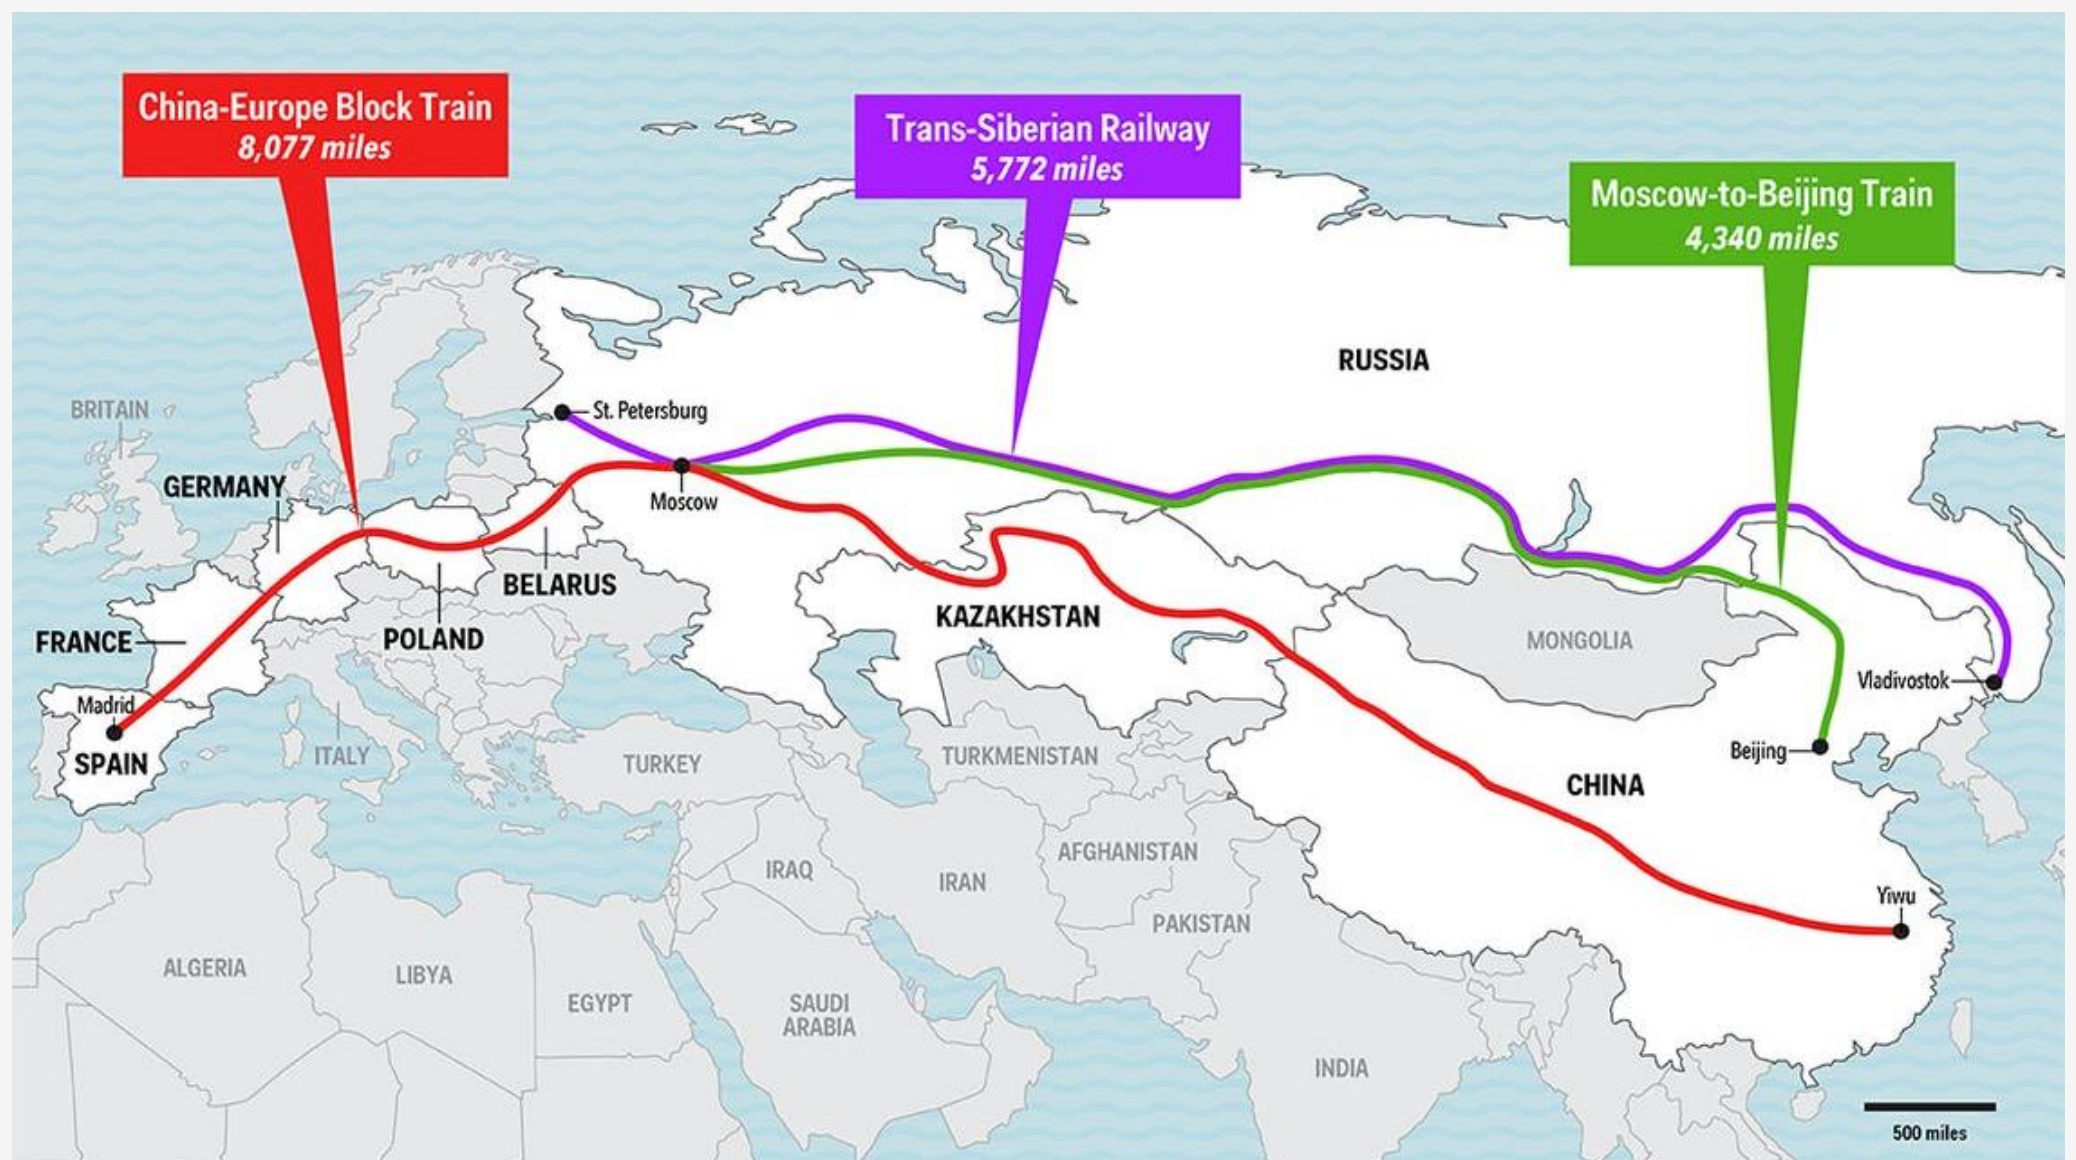 China-Europe Block Train
8,077 miles
Trans-Siberian Railway
5,772 miles
Moscow-to-Beijing Train
4,340 miles
RUSSIA
BRITAIN
St. Petersburg
GERMANY
Moscow
BELARUS
KAZAKHSTAN
FRANCE
POLAND
MONGOLIA
Vladivostok
Madrid
SPAIN
ITALY
TURKEY
TURKMENISTAN
Beijing
CHINA
AFGHANISTAN
IRAQ
IRAN
Yiwu
PAKISTAN
ALGERIA
LIBYA
EGYPT
SAUDI
ARABIA
INDIA
500 miles